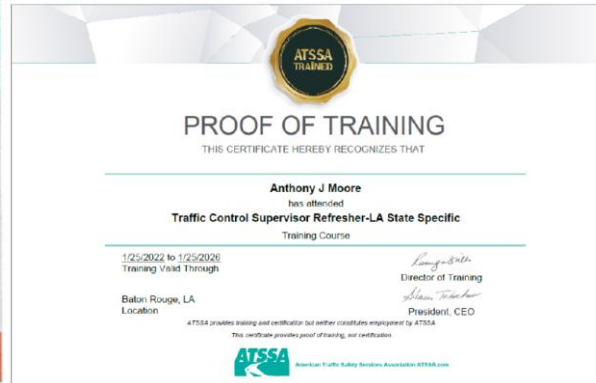 ATSSA
TRAINED
PROOF OF TRAINING
THIS CERTIFICATE HEREBY RECOGNIZES THAT
Anthony J Moore
has attended
Traffic Control Supervisor Refresher-LA State Specific
Training Course
1/25/2022 to 1/25/2026
Training Valid Through
Director of Training
Baton Rouge, LA
Location
President, CEO
ATSSA provides training and certification but neither constitutes employment by ATSSA
This certificate provides proof of training, not certification.
ATSSA
American Traffic Safety Services Association ATSSA.com